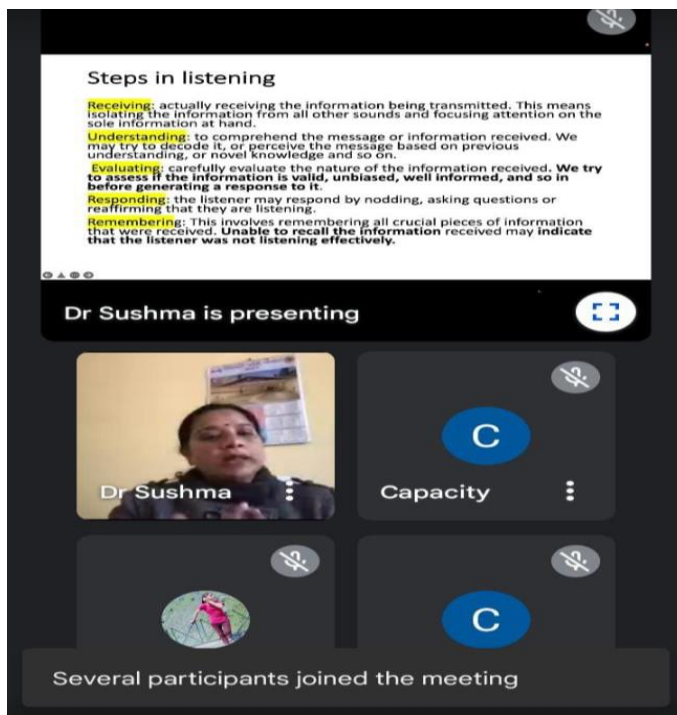 Steps in listening
Receiving: actually receiving the information being transmitted. This means
isolating the information from all other sounds and focusing attention on the
sole information at hand.
Understanding: to comprehend the message or information received. We
may try to decode it, or perceive the message based on previous
understanding, or novel knowledge and so on.
Evaluating: carefully evaluate the nature of the information received. We try
to assess if the information is valid, unbiased, well informed, and so in
before generating a response to it.
Responding: the listener may respond by nodding, asking questions or
reaffirming that they are listening.
Remembering: This involves remembering all crucial pieces of information
that were received. Unable to recall the information received may indicate
that the listener was not listening effectively.
Dr Sushma is presenting
Dr Sushma
C
Capacity
C
Several participants joined the meeting